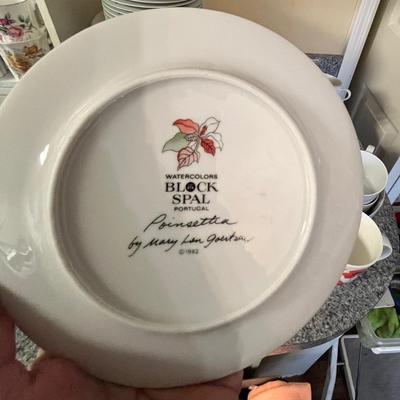 WATERCOLORS
BLOCK
SPAL
PORTUGAL
Poinsettia
by Mary Lou Goertzen
© 1982